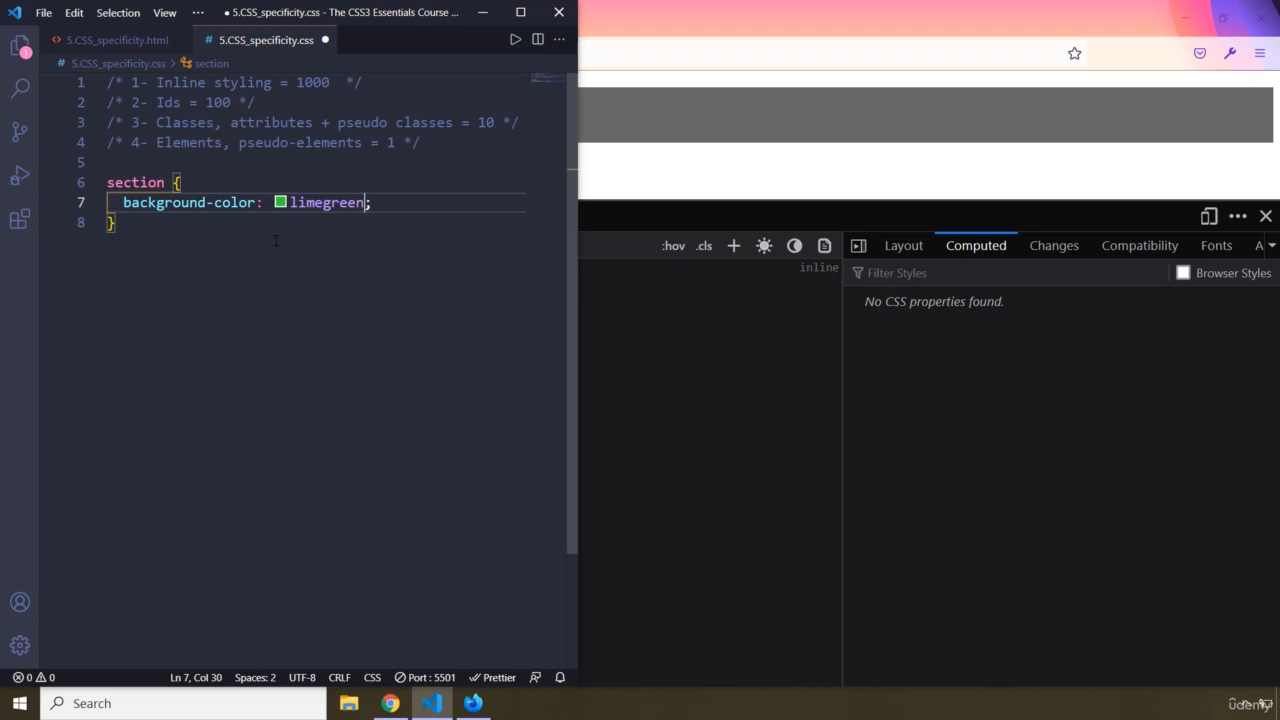 File Edit Selection View ··· ● 5.CSS_specificity.css - The CSS3 Essentials Course ...
5.CSS_specificity.html
# 5.CSS_specificity.css ●
# 5.CSS_specificity.css > section
1 /* 1- Inline styling = 1000  */
2 /* 2- Ids = 100 */
3 /* 3- Classes, attributes + pseudo classes = 10 */
4 /* 4- Elements, pseudo-elements = 1 */
5
6 section {
7 background-color: limegreen;
8 }
1
:hov .cls +
Layout Computed Changes Compatibility Fonts A
inline
Filter Styles
Browser Styles
No CSS properties found.
0 0 Ln 7, Col 30 Spaces: 2 UTF-8 CRLF CSS Port : 5501 Prettier
Search
udemy